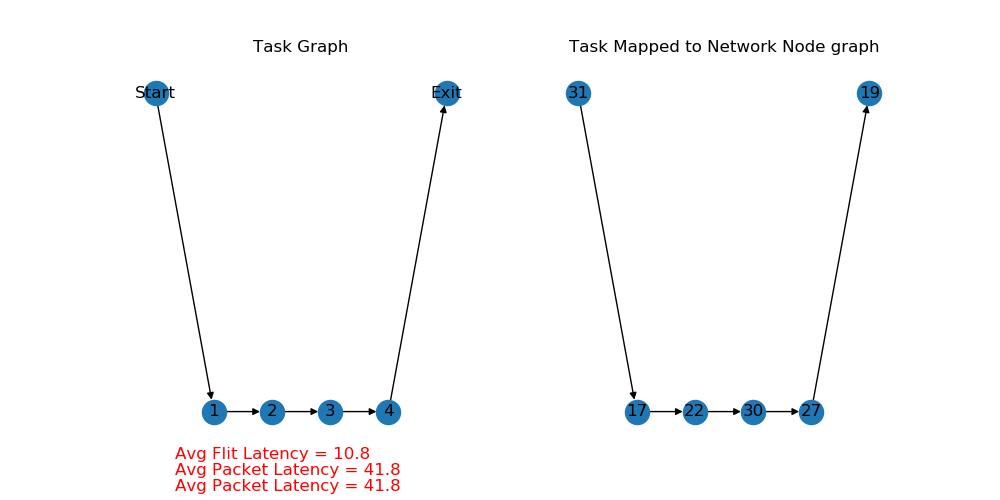 Task Graph
Task Mapped to Network Node graph
Start
Exit
31
19
1
2
3
4
17
22
30
27
Avg Flit Latency = 10.8
Avg Packet Latency = 41.8
Avg Packet Latency = 41.8